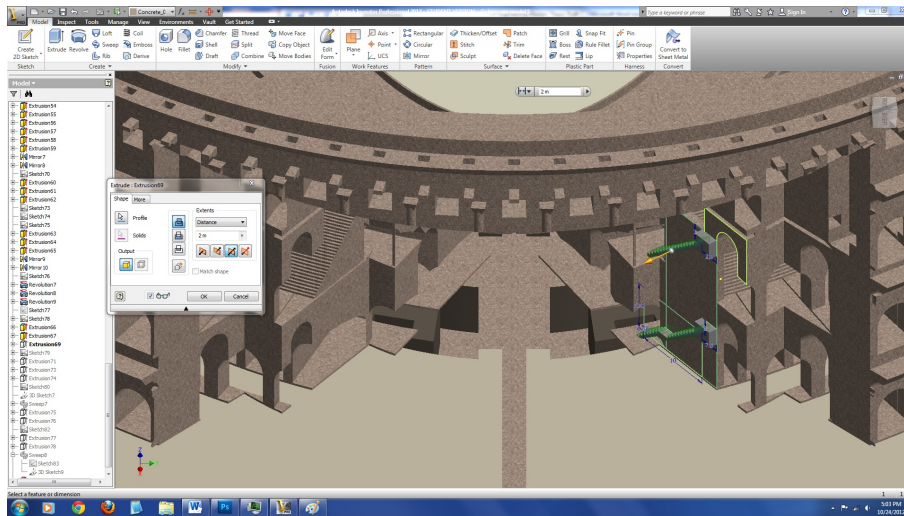 Concrete_C
Type a keyword or phrase
Sign In
PRO
Model Inspect Tools Manage View Environments Vault Get Started
Create
2D Sketch
Extrude Revolve
Loft
Sweep
Rib
Coil
Emboss
Derive
Hole Fillet
Chamfer
Shell
Draft
Thread
Split
Combine
Move Face
Copy Object
Move Bodies
Edit
Form
Plane
Axis
Point
UCS
Rectangular
Circular
Mirror
Thicken/Offset
Stitch
Sculpt
Patch
Trim
Delete Face
Grill
Boss
Rest
Snap Fit
Rule Fillet
Lip
Pin
Pin Group
Properties
Convert to
Sheet Metal
Sketch Create Modify Fusion Work Features Pattern Surface Plastic Part Harness Convert
Model
Extrusion54
Extrusion55
Extrusion56
Extrusion57
Extrusion58
Extrusion59
Mirror7
Mirror8
Sketch70
Extrusion60
Extrusion61
Extrusion62
Sketch73
Sketch74
Sketch75
Extrusion63
Extrusion64
Extrusion65
Mirror9
Mirror10
Sketch76
Revolution7
Revolution8
Revolution9
Sketch77
Sketch78
Extrusion66
Extrusion67
Extrusion69
Sketch79
Extrusion71
Extrusion73
Extrusion74
Sketch80
3D Sketch7
Sweep7
Extrusion75
Extrusion76
Sketch82
Extrusion77
Extrusion78
Sweep8
Sketch83
3D Sketch9
2 m
Extrude : Extrusion69
Shape More
Profile
Solids
Output
Extents
Distance
2 m
Match shape
OK Cancel
10
Z
Select a feature or dimension
1 1
5:03 PM
10/24/2012